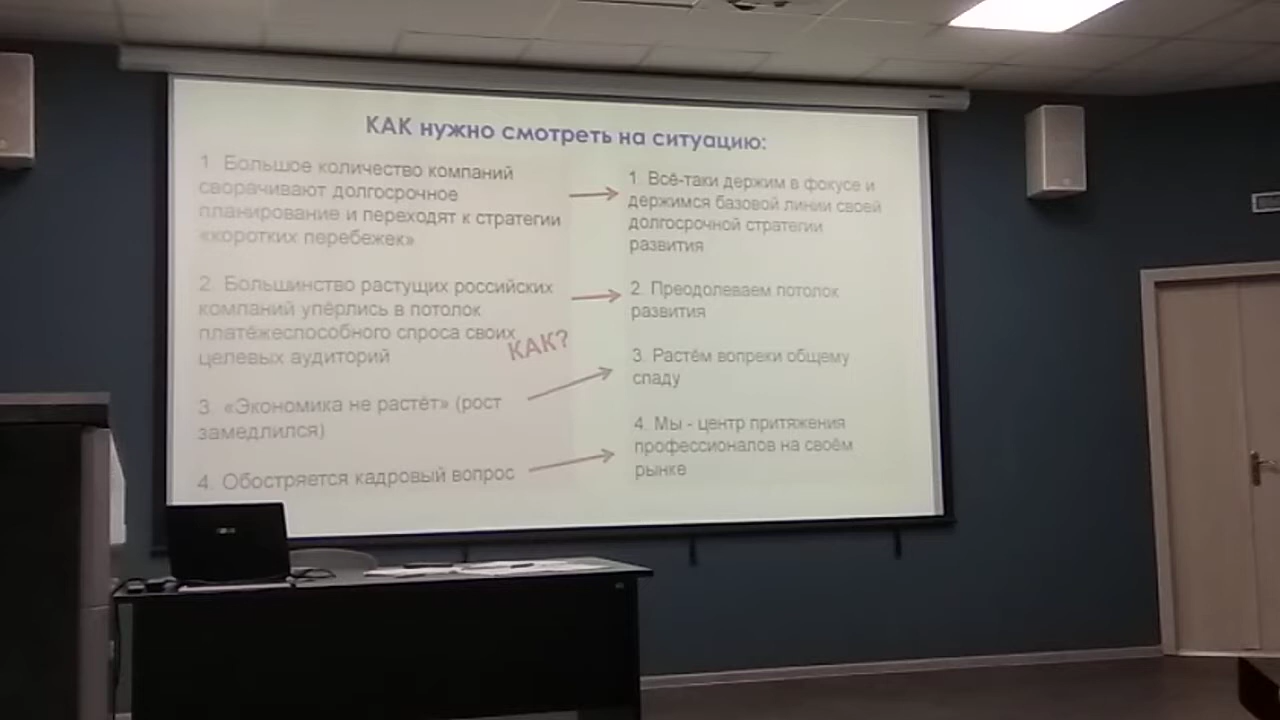 КАК нужно смотреть на ситуацию:
1. Большое количество компаний
сворачивают долгосрочное
планирование и переходят к стратегии
«коротких перебежек»
2. Большинство растущих российских
компаний упёрлись в потолок
платёжеспособного спроса своих
целевых аудиторий
КАК?
3. «Экономика не растёт» (рост
замедлился)
4. Обостряется кадровый вопрос
1. Всё-таки держим в фокусе и
держимся базовой линии своей
долгосрочной стратегии
развития
2. Преодолеваем потолок
развития
3. Растём вопреки общему
спаду
4. Мы - центр притяжения
профессионалов на своём
рынке